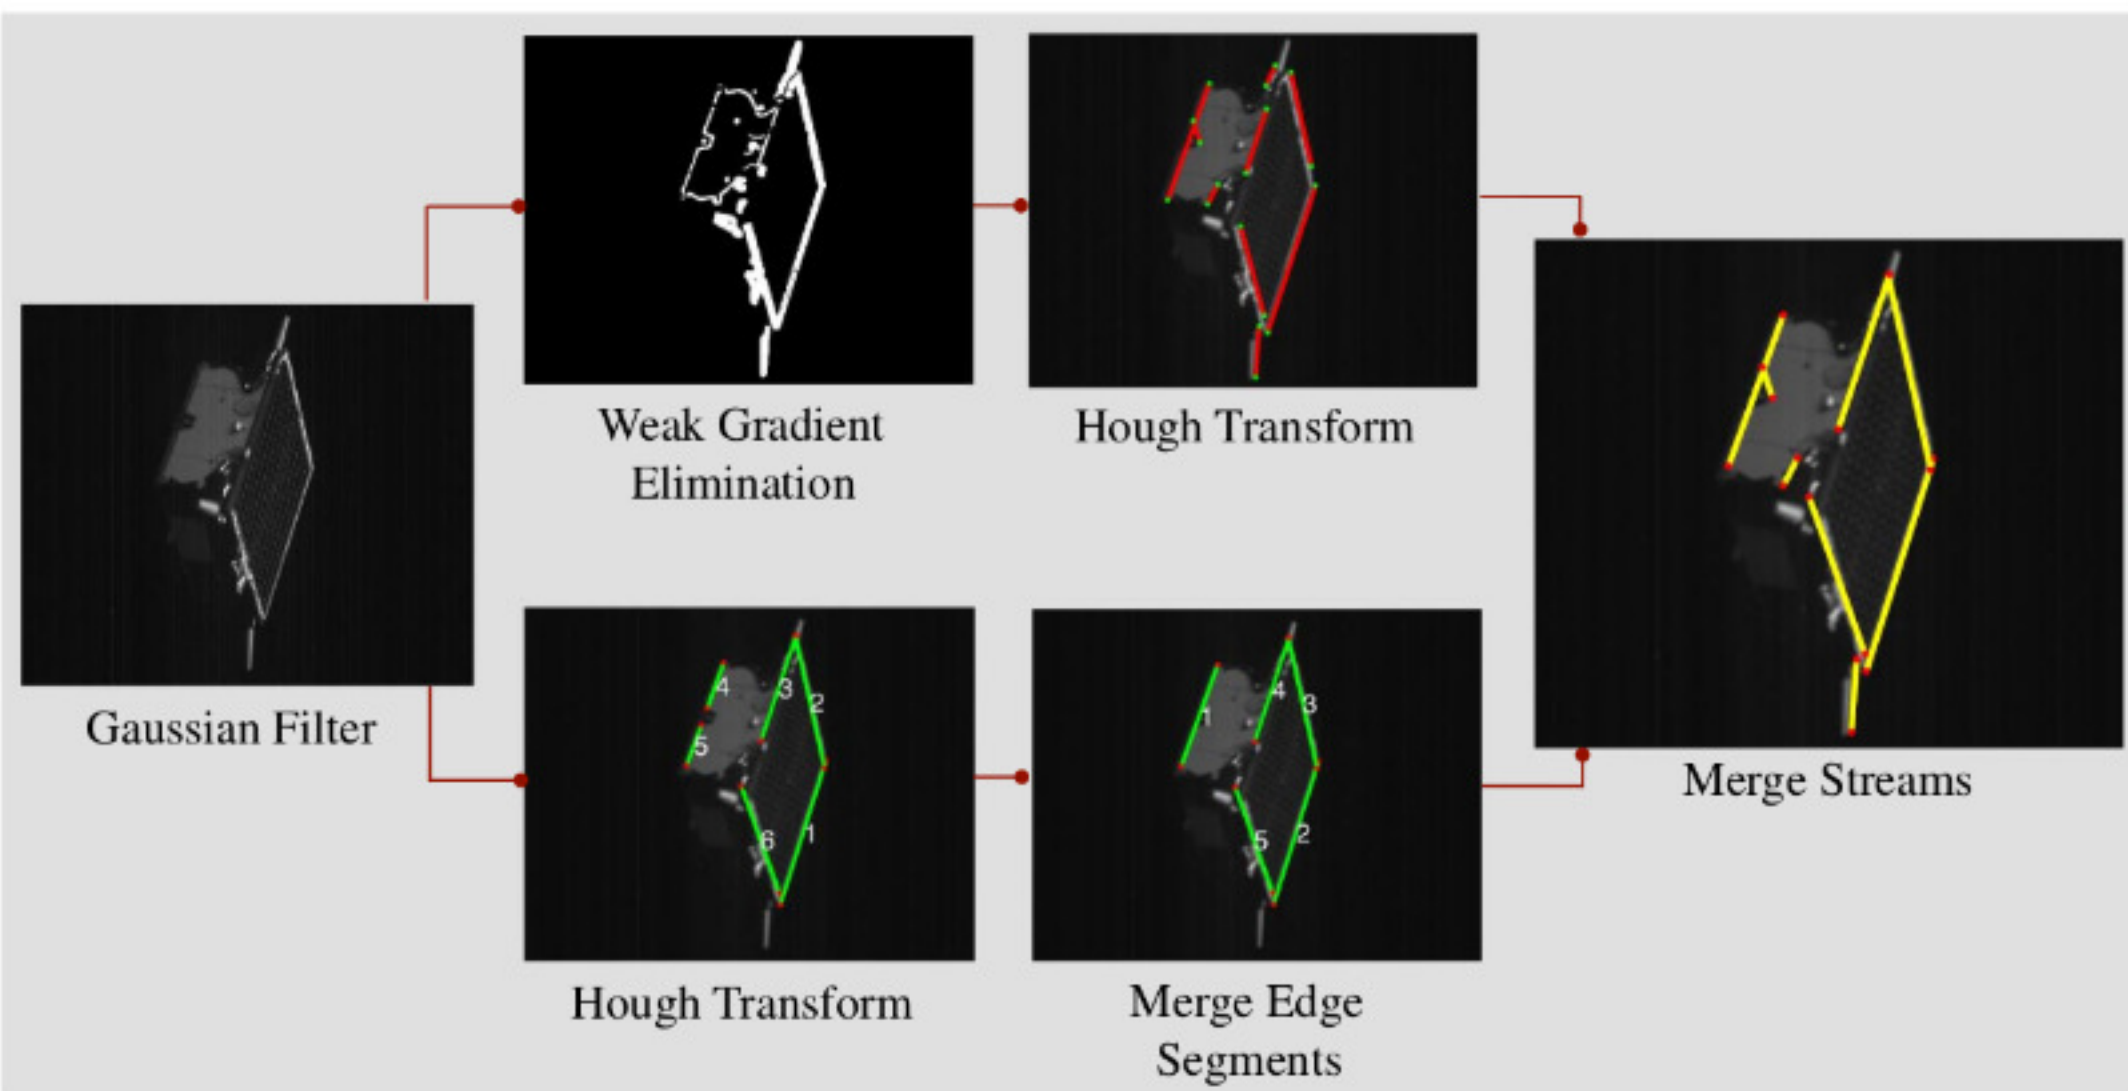 Weak Gradient
Elimination
Hough Transform
Gaussian Filter
4
3
2
5
6
1
Hough Transform
4
3
1
5
2
Merge Edge
Segments
Merge Streams